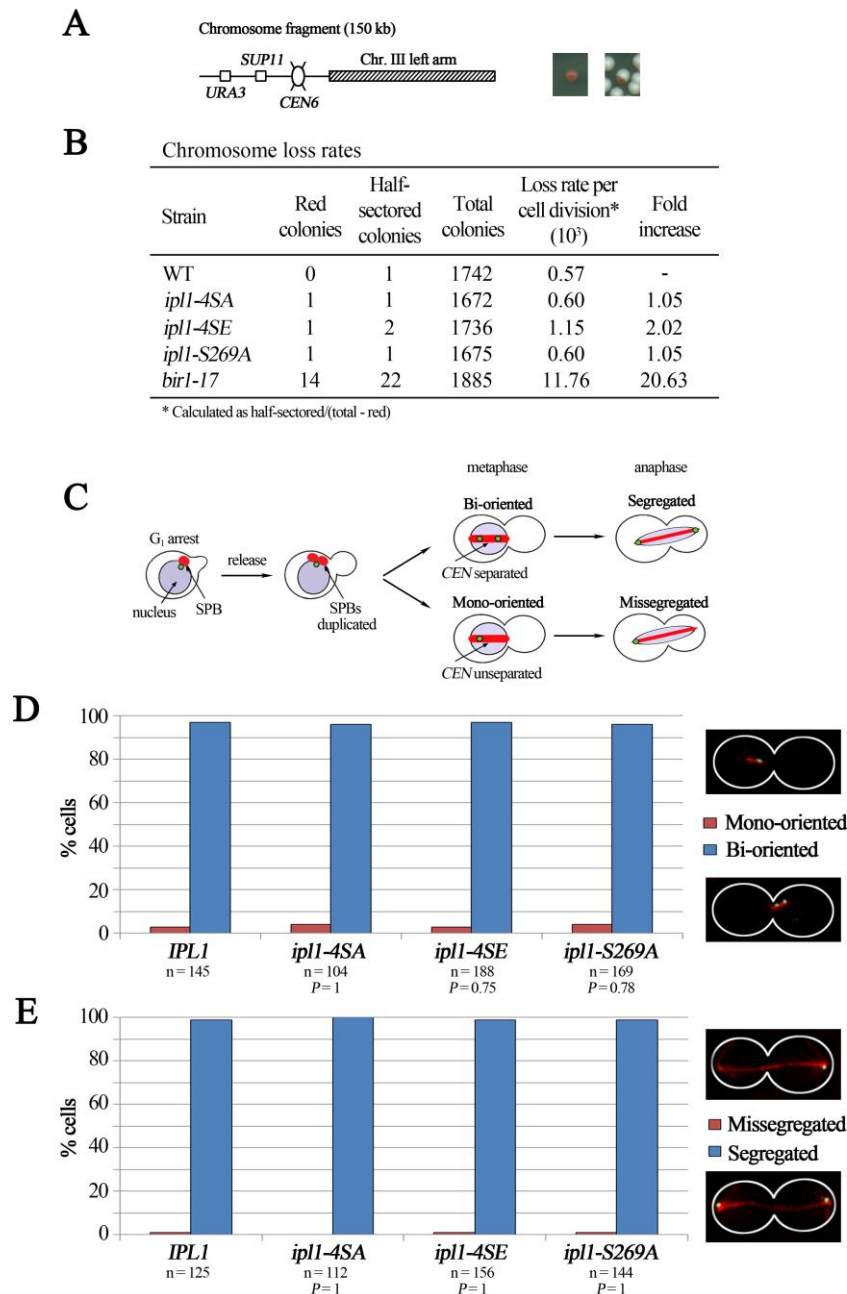 A
Chromosome fragment (150 kb)
SUP11
Chr. III left arm
URA3
CEN6
B
Chromosome loss rates
Strain
Red colonies
Half-sectored colonies
Total colonies
Loss rate per cell division* (10³)
Fold increase
WT 0 1 1742 0.57 -
ipl1-4SA 1 1 1672 0.60 1.05
ipl1-4SE 1 2 1736 1.15 2.02
ipl1-S269A 1 1 1675 0.60 1.05
bir1-17 14 22 1885 11.76 20.63
* Calculated as half-sectored/(total - red)
C
metaphase
anaphase
G₁ arrest
release
nucleus
SPB
SPBs duplicated
Bi-oriented
CEN separated
Segregated
Mono-oriented
CEN unseparated
Missegregated
D
% cells
100
80
60
40
20
0
IPL1 ipl1-4SA ipl1-4SE ipl1-S269A
n = 145 n = 104 n = 188 n = 169
P = 1 P = 0.75 P = 0.78
Mono-oriented
Bi-oriented
E
% cells
100
80
60
40
20
0
IPL1 ipl1-4SA ipl1-4SE ipl1-S269A
n = 125 n = 112 n = 156 n = 144
P = 1 P = 1 P = 1
Missegregated
Segregated